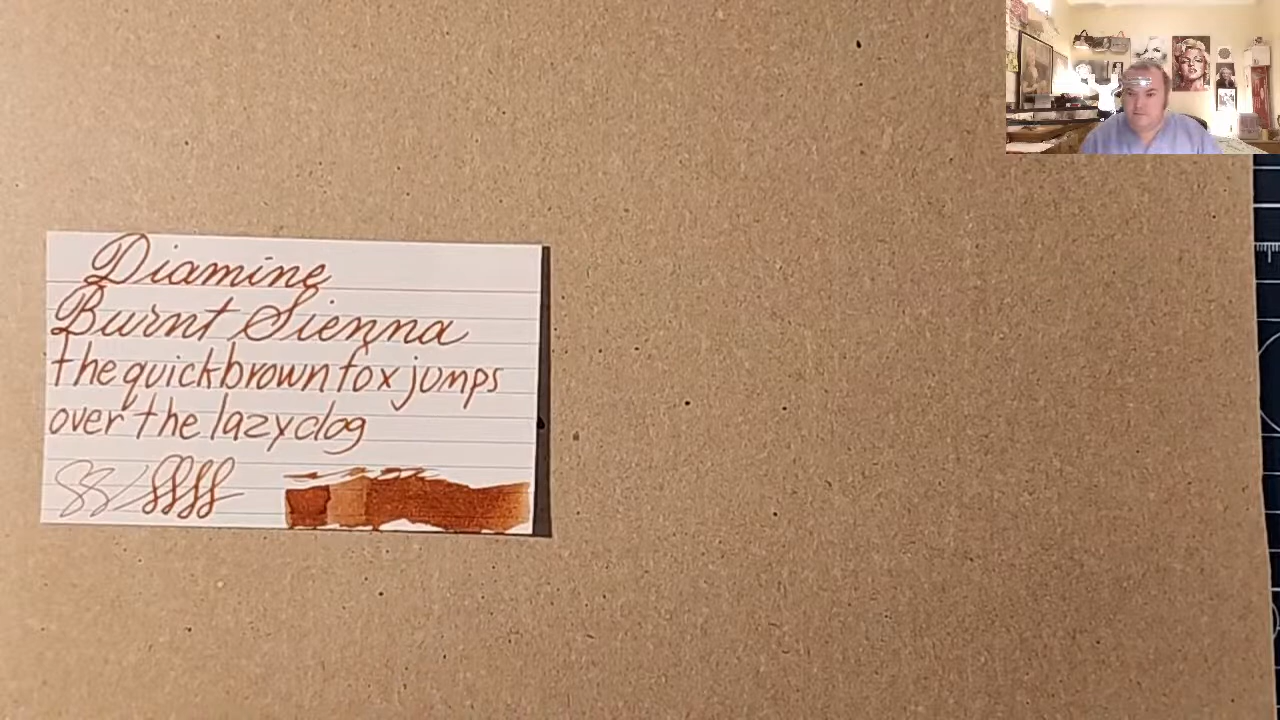 Diamine
Burnt Sienna
the quick brown fox jumps
over the lazy dog